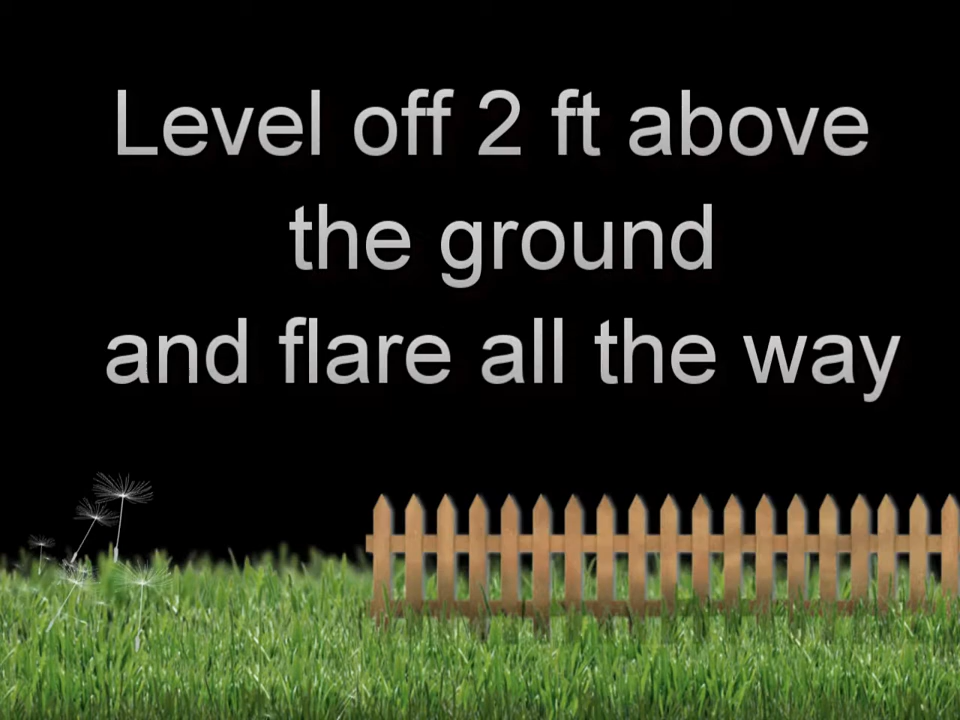 Level off 2 ft above
the ground
and flare all the way